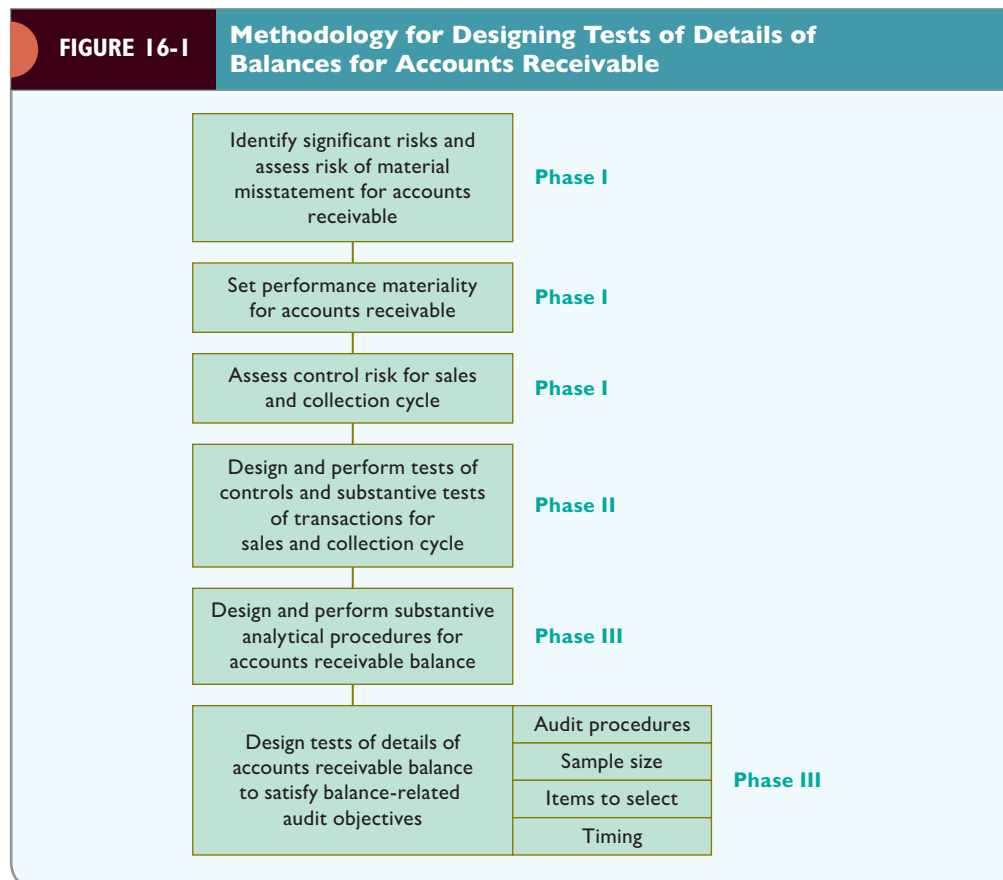 FIGURE 16-1
Methodology for Designing Tests of Details of
Balances for Accounts Receivable
Identify significant risks and
assess risk of material
misstatement for accounts
receivable
Phase I
Set performance materiality
for accounts receivable
Phase I
Assess control risk for sales
and collection cycle
Phase I
Design and perform tests of
controls and substantive tests
of transactions for
sales and collection cycle
Phase II
Design and perform substantive
analytical procedures for
accounts receivable balance
Phase III
Design tests of details of
accounts receivable balance
to satisfy balance-related
audit objectives
Audit procedures
Sample size
Items to select
Timing
Phase III